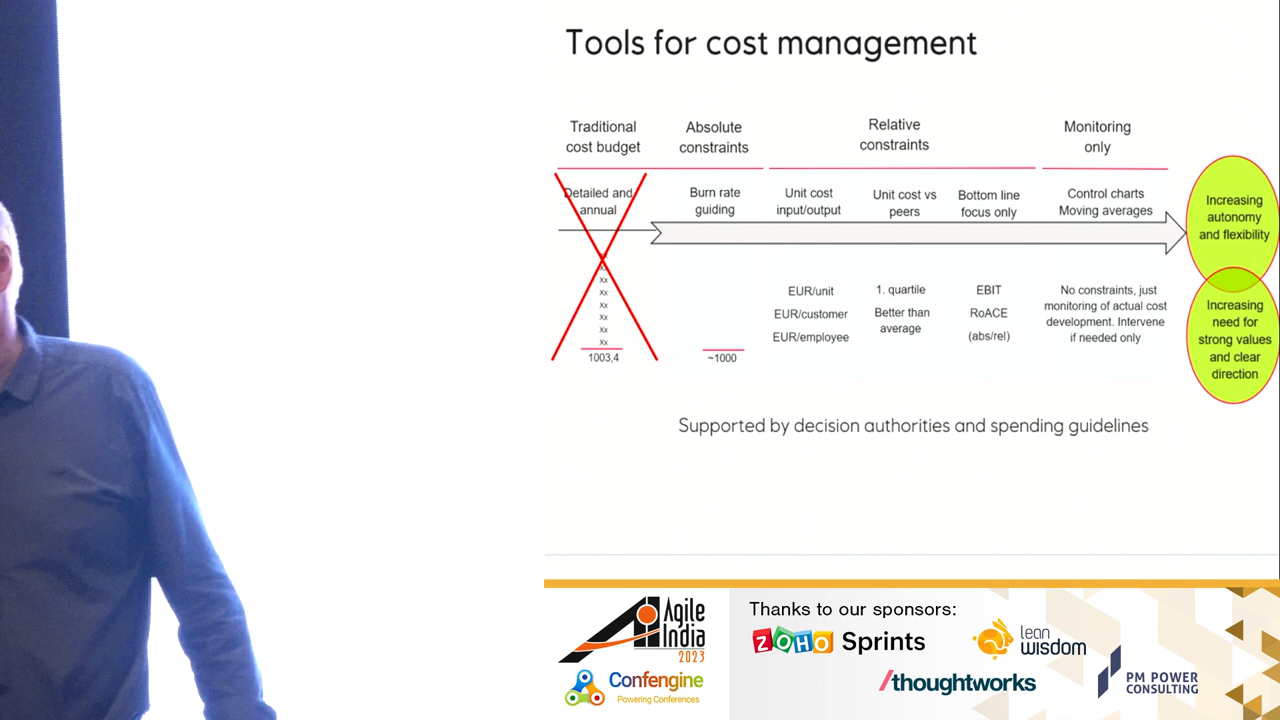 Tools for cost management
Traditional
cost budget
Absolute
constraints
Relative
constraints
Monitoring
only
Detailed and
annual
Burn rate
guiding
Unit cost
input/output
Unit cost vs
peers
Bottom line
focus only
Control charts
Moving averages
Increasing
autonomy
and flexibility
Xx
Xx
Xx
Xx
Xx
Xx
1003,4
~1000
EUR/unit
EUR/customer
EUR/employee
1. quartile
Better than
average
EBIT
RoACE
(abs/rel)
No constraints, just
monitoring of actual cost
development. Intervene
if needed only
Increasing
need for
strong values
and clear
direction
Supported by decision authorities and spending guidelines
Agile
India
2023
Confengine
Powering Conferences
Thanks to our sponsors:
ZOHO Sprints
lean
wisdom
/thoughtworks
PM POWER
CONSULTING